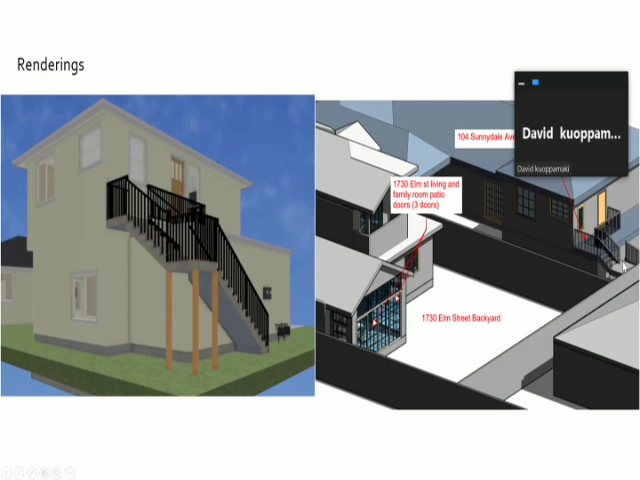 Renderings
104 Sunnydale Ave
David kuoppam...
David kuoppamaki
1730 Elm st living and
family room patio
doors (3 doors)
1730 Elm Street Backyard